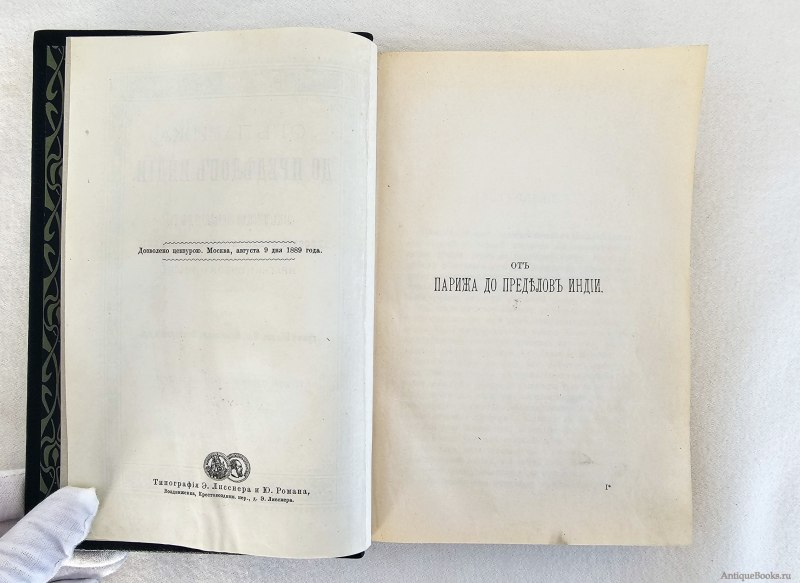 Дозволено цензурою. Москва, августа 9 дня 1889 года.
Типографія Э. Лисснера и Ю. Романа,
Воздвиженка, Крестовоздвиж. пер., д. Э. Лисснера.
ОТЪ
ПАРИЖА ДО ПРЕДѢЛОВЪ ИНДІИ.
I*
AntiqueBooks.ru